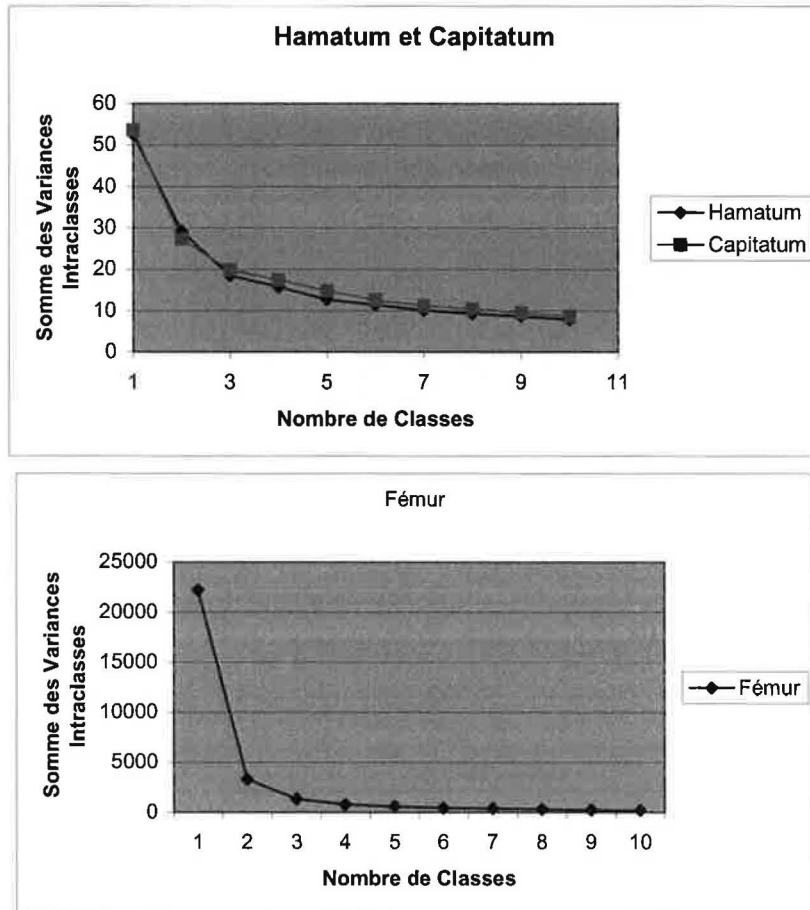 Hamatum et Capitatum
Somme des Variances
Intraclasses
60
50
40
30
20
10
0
1 3 5 7 9 11
Nombre de Classes
Hamatum
Capitatum
Fémur
Somme des Variances
Intraclasses
25000
20000
15000
10000
5000
0
1 2 3 4 5 6 7 8 9 10
Nombre de Classes
Fémur